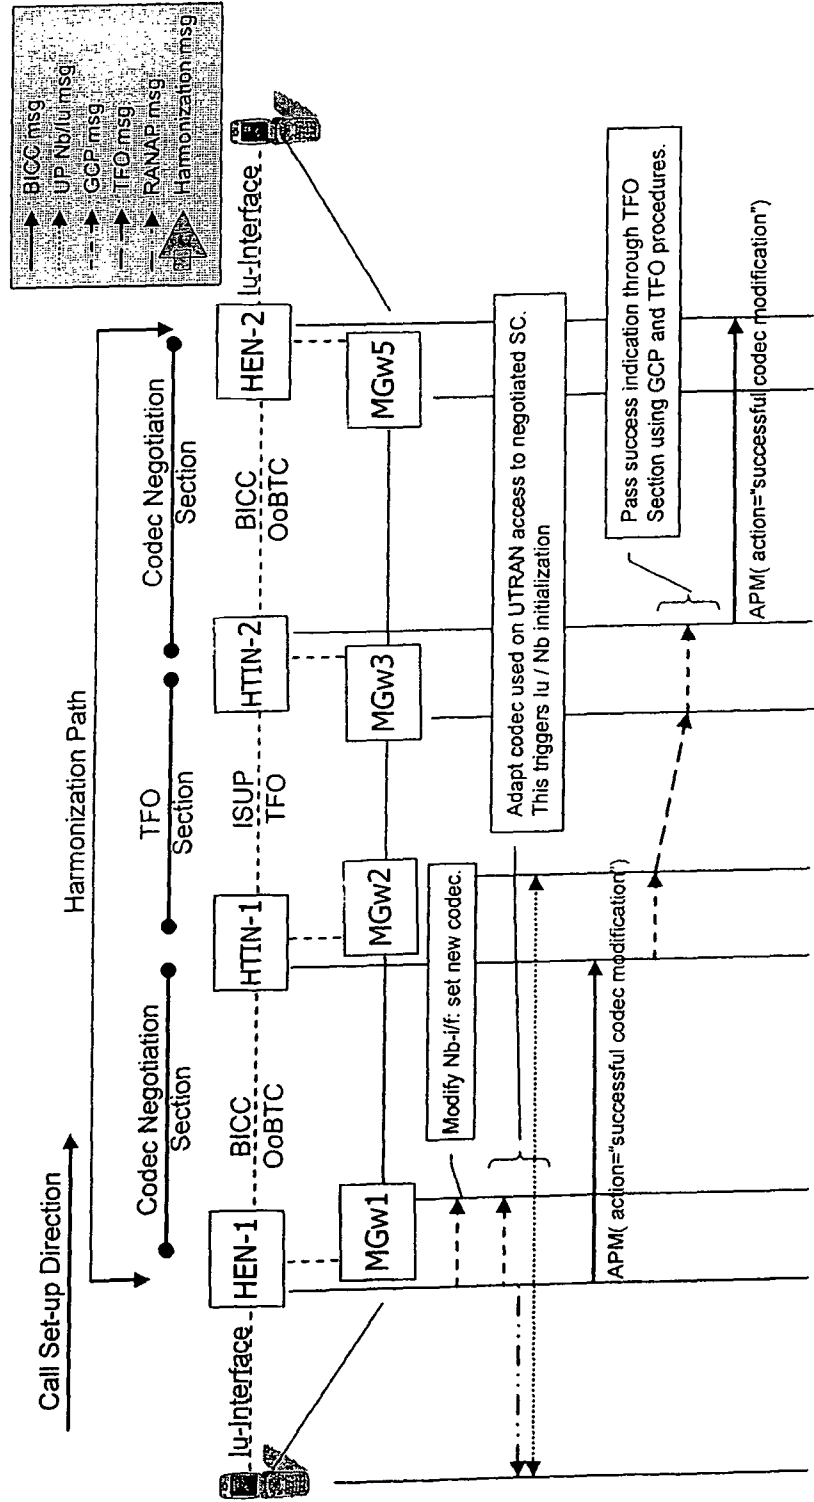 Call Set-up Direction
Harmonization Path
Codec Negotiation
Section
TFO
Section
Codec Negotiation
Section
BICC msg
UP Nb/Iu msg
GCP msg
TFO msg
RANAP msg
Harmonization msg
Iu-Interface
HEN-1
BICC
OoBTC
HTIN-1
ISUP
TFO
HTIN-2
BICC
OoBTC
HEN-2
Iu-Interface
MGw1
MGw2
MGw3
MGw5
Modify Nb-i/f: set new codec.
Adapt codec used on UTRAN access to negotiated SC.
This triggers Iu / Nb initialization
APM( action="successful codec modification")
Pass success indication through TFO
Section using GCP and TFO procedures.
APM( action="successful codec modification")